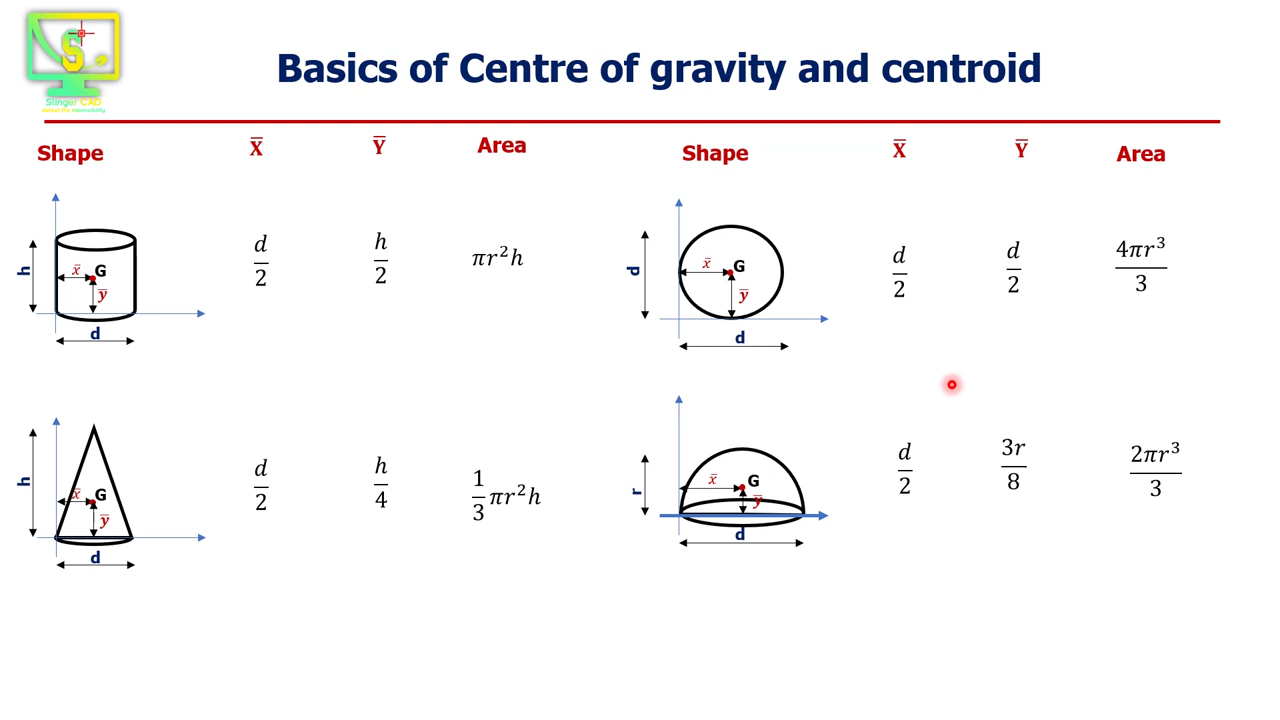 S
Stinger CAD
Basics of Centre of gravity and centroid
Shape X̅ Y̅ Area
h x̅ G y̅ d
d/2 h/2 πr²h
h x̅ G y̅ d
d/2 h/4 1/3 πr²h
Shape X̅ Y̅ Area
d x̅ G y̅ d
d/2 d/2 4πr³/3
r x̅ G y̅ d
d/2 3r/8 2πr³/3